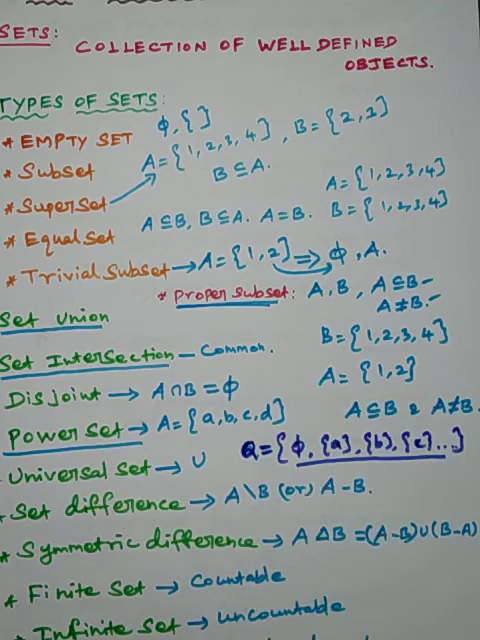 SETS:
COLLECTION OF WELL DEFINED
OBJECTS.
TYPES OF SETS:
* EMPTY SET φ, { }
* Subset A={1,2,3,4}, B={2,1}
B⊆A.
* Superset
A={1,2,3,4}
* Equal set A⊆B, B⊆A. A=B. B={1,2,3,4}
* Trivial Subset → A={1,2} ⇒ φ, A.
* Proper subset: A, B, A⊆B-
A≠B.-
Set Union
B={1,2,3,4}
Set Intersection - Common.
A={1,2}
Disjoint → A∩B=φ
A⊆B & A≠B.
Power Set → A={a,b,c,d}
Q={φ,{a},{b},{c}...}
Universal Set → U
Set difference → A\B (or) A-B.
* Symmetric difference → A∆B=(A-B)∪(B-A)
* Finite Set → Countable
* Infinite Set → uncountable